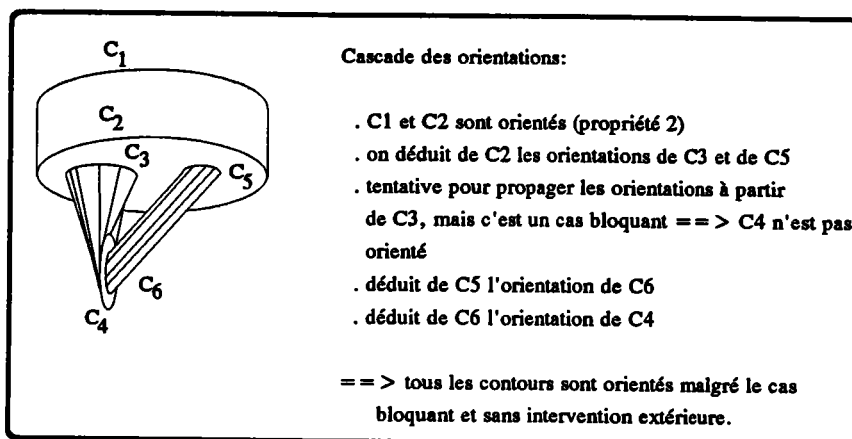 C1
C2
C3
C5
C6
C4
Cascade des orientations:
. C1 et C2 sont orientés (propriété 2)
. on déduit de C2 les orientations de C3 et de C5
. tentative pour propager les orientations à partir
de C3, mais c'est un cas bloquant ==> C4 n'est pas
orienté
. déduit de C5 l'orientation de C6
. déduit de C6 l'orientation de C4
==> tous les contours sont orientés malgré le cas
bloquant et sans intervention extérieure.